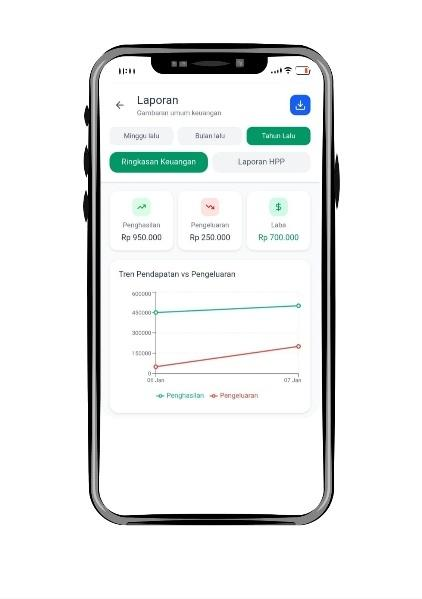 11:11
Laporan
Gambaran umum keuangan
Minggu lalu Bulan lalu Tahun Lalu
Ringkasan Keuangan Laporan HPP
Penghasilan Pengeluaran Laba
Rp 950.000 Rp 250.000 Rp 700.000
Tren Pendapatan vs Pengeluaran
600000
450000
300000
150000
0
06 Jan 07 Jan
Penghasilan Pengeluaran